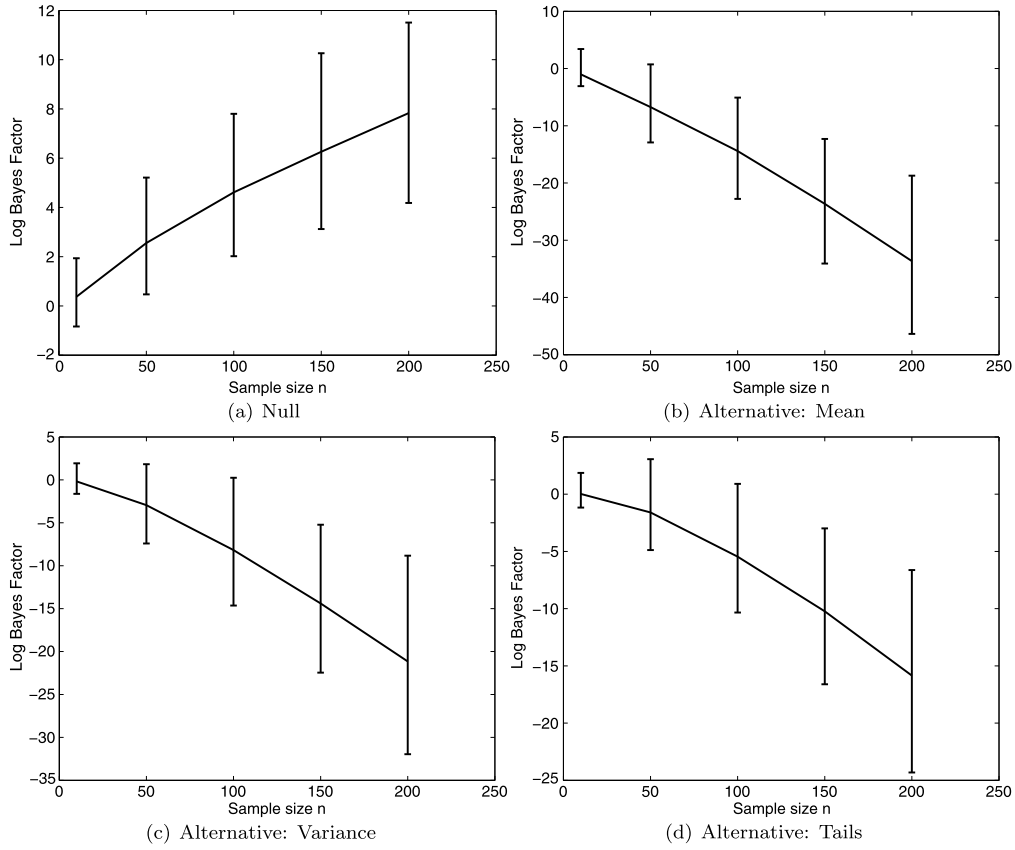 12
10
8
6
4
2
0
−2
Log Bayes Factor
0 50 100 150 200 250
Sample size n
(a) Null
10
0
−10
−20
−30
−40
−50
Log Bayes Factor
0 50 100 150 200 250
Sample size n
(b) Alternative: Mean
5
0
−5
−10
−15
−20
−25
−30
−35
Log Bayes Factor
0 50 100 150 200 250
Sample size n
(c) Alternative: Variance
5
0
−5
−10
−15
−20
−25
Log Bayes Factor
0 50 100 150 200 250
Sample size n
(d) Alternative: Tails